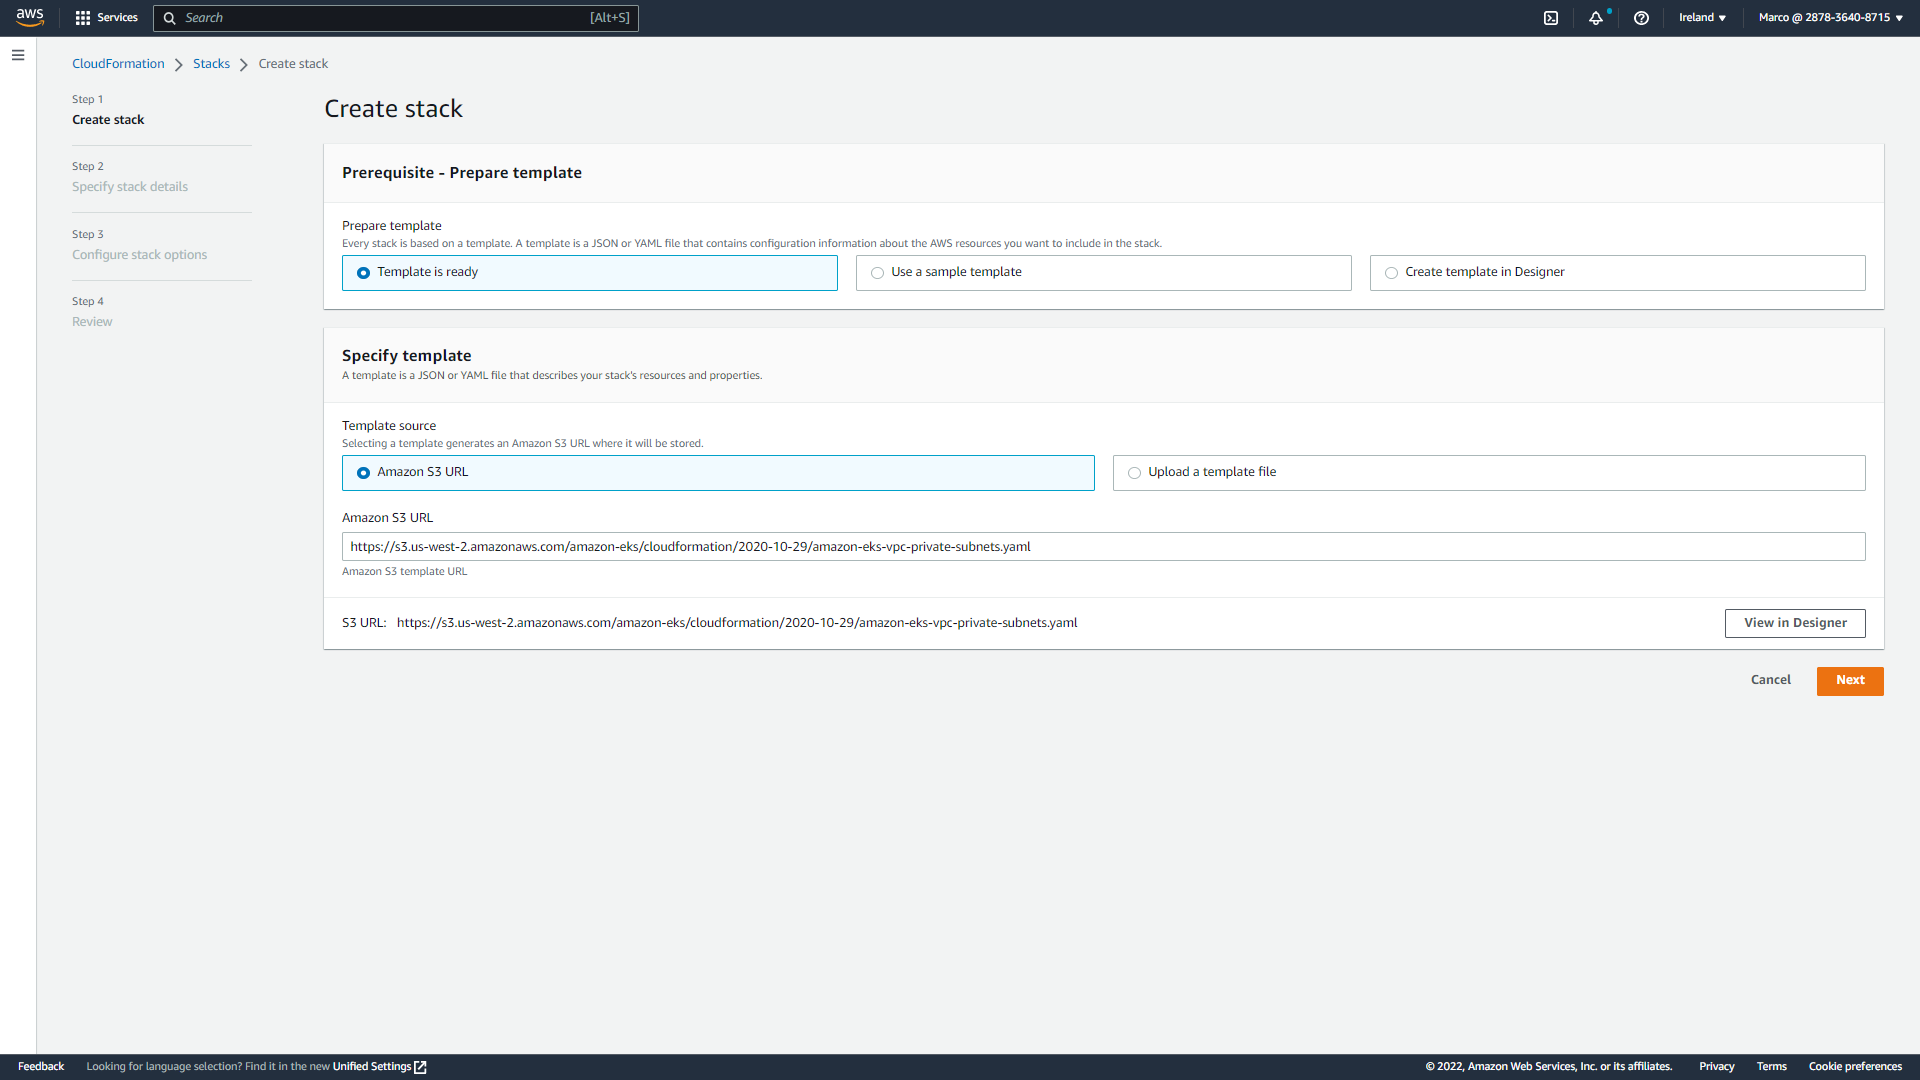 aws
Services
Search
[Alt+S]
Ireland
Marco @ 2878-3640-8715
CloudFormation
Stacks
Create stack
Step 1
Create stack
Step 2
Specify stack details
Step 3
Configure stack options
Step 4
Review
Create stack
Prerequisite - Prepare template
Prepare template
Every stack is based on a template. A template is a JSON or YAML file that contains configuration information about the AWS resources you want to include in the stack.
Template is ready
Use a sample template
Create template in Designer
Specify template
A template is a JSON or YAML file that describes your stack's resources and properties.
Template source
Selecting a template generates an Amazon S3 URL where it will be stored.
Amazon S3 URL
Upload a template file
Amazon S3 URL
https://s3.us-west-2.amazonaws.com/amazon-eks/cloudformation/2020-10-29/amazon-eks-vpc-private-subnets.yaml
Amazon S3 template URL
S3 URL: https://s3.us-west-2.amazonaws.com/amazon-eks/cloudformation/2020-10-29/amazon-eks-vpc-private-subnets.yaml
View in Designer
Cancel
Next
Feedback
Looking for language selection? Find it in the new Unified Settings
© 2022, Amazon Web Services, Inc. or its affiliates.
Privacy
Terms
Cookie preferences